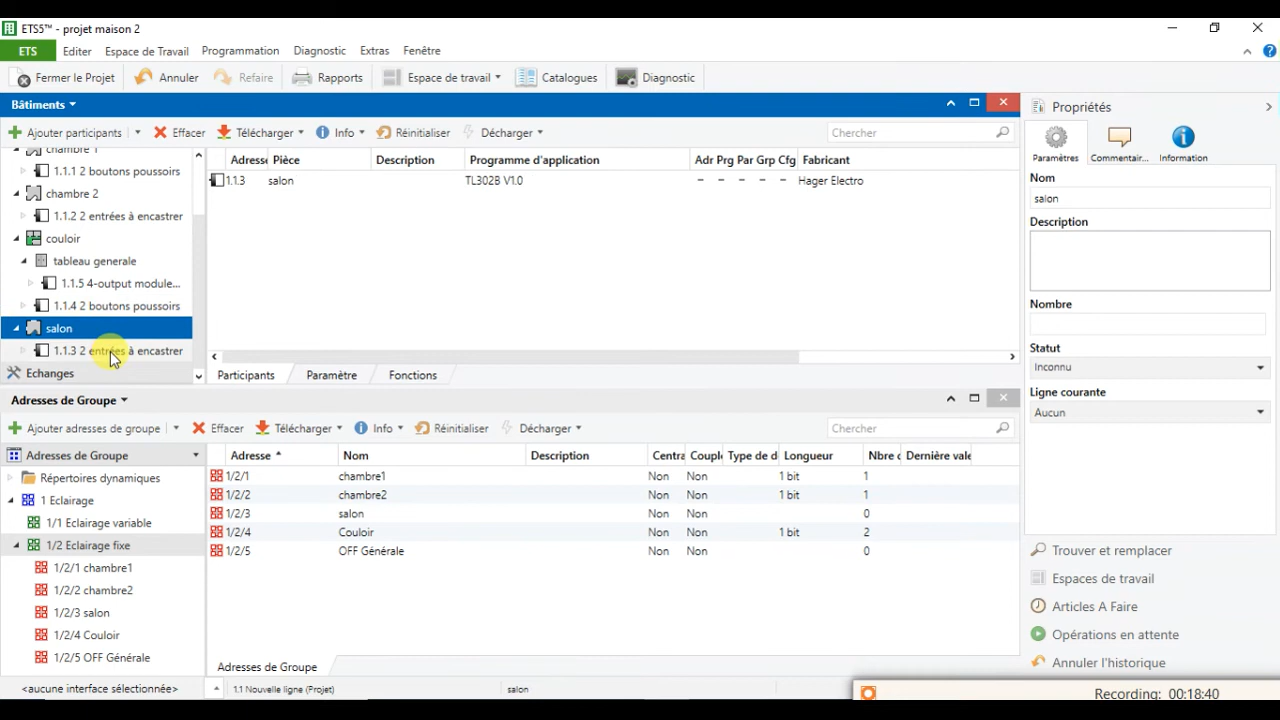 ETS5™ - projet maison 2
ETS Editer Espace de Travail Programmation Diagnostic Extras Fenêtre
Fermer le Projet Annuler Refaire Rapports Espace de travail Catalogues Diagnostic
Bâtiments
Ajouter participants Effacer Télécharger Info Réinitialiser Décharger Chercher
chambre 1
1.1.1 2 boutons poussoirs
chambre 2
1.1.2 2 entrées à encastrer
couloir
tableau generale
1.1.5 4-output module...
1.1.4 2 boutons poussoirs
salon
1.1.3 2 entrées à encastrer
Echanges
Adresse Pièce Description Programme d'application Adr Prg Par Grp Cfg Fabricant
1.1.3 salon TL302B V1.0 – – – – – Hager Electro
Participants Paramètre Fonctions
Adresses de Groupe
Ajouter adresses de groupe Effacer Télécharger Info Réinitialiser Décharger Chercher
Adresses de Groupe
Répertoires dynamiques
1 Eclairage
1/1 Eclairage variable
1/2 Eclairage fixe
1/2/1 chambre1
1/2/2 chambre2
1/2/3 salon
1/2/4 Couloir
1/2/5 OFF Générale
Adresse Nom Description Centra Couple Type de d Longueur Nbre d Dernière vale
1/2/1 chambre1 Non Non 1 bit 1
1/2/2 chambre2 Non Non 1 bit 1
1/2/3 salon Non Non 0
1/2/4 Couloir Non Non 1 bit 2
1/2/5 OFF Générale Non Non 0
Adresses de Groupe
Propriétés
Paramètres Commentair... Information
Nom
salon
Description
Nombre
Statut
Inconnu
Ligne courante
Aucun
Trouver et remplacer
Espaces de travail
Articles A Faire
Opérations en attente
Annuler l'historique
<aucune interface sélectionnée> 1.1 Nouvelle ligne (Projet) salon
Recording: 00:18:40